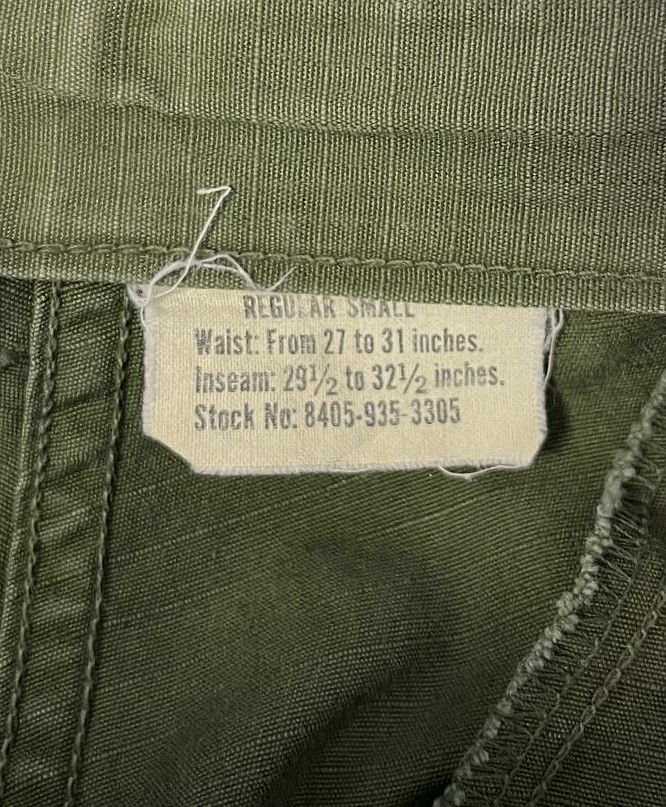 REGULAR SMALL
Waist: From 27 to 31 inches.
Inseam: 29½ to 32½ inches.
Stock No: 8405-935-3305